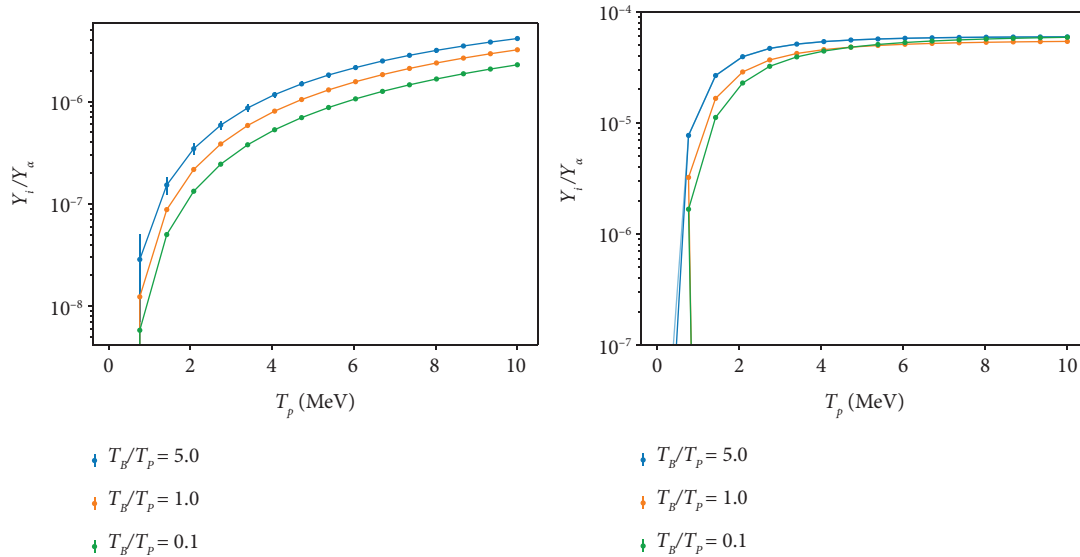 Y_i/Y_α
10⁻⁶
10⁻⁷
10⁻⁸
0 2 4 6 8 10
T_p (MeV)
T_B/T_P = 5.0
T_B/T_P = 1.0
T_B/T_P = 0.1
Y_i/Y_α
10⁻⁴
10⁻⁵
10⁻⁶
10⁻⁷
0 2 4 6 8 10
T_p (MeV)
T_B/T_P = 5.0
T_B/T_P = 1.0
T_B/T_P = 0.1